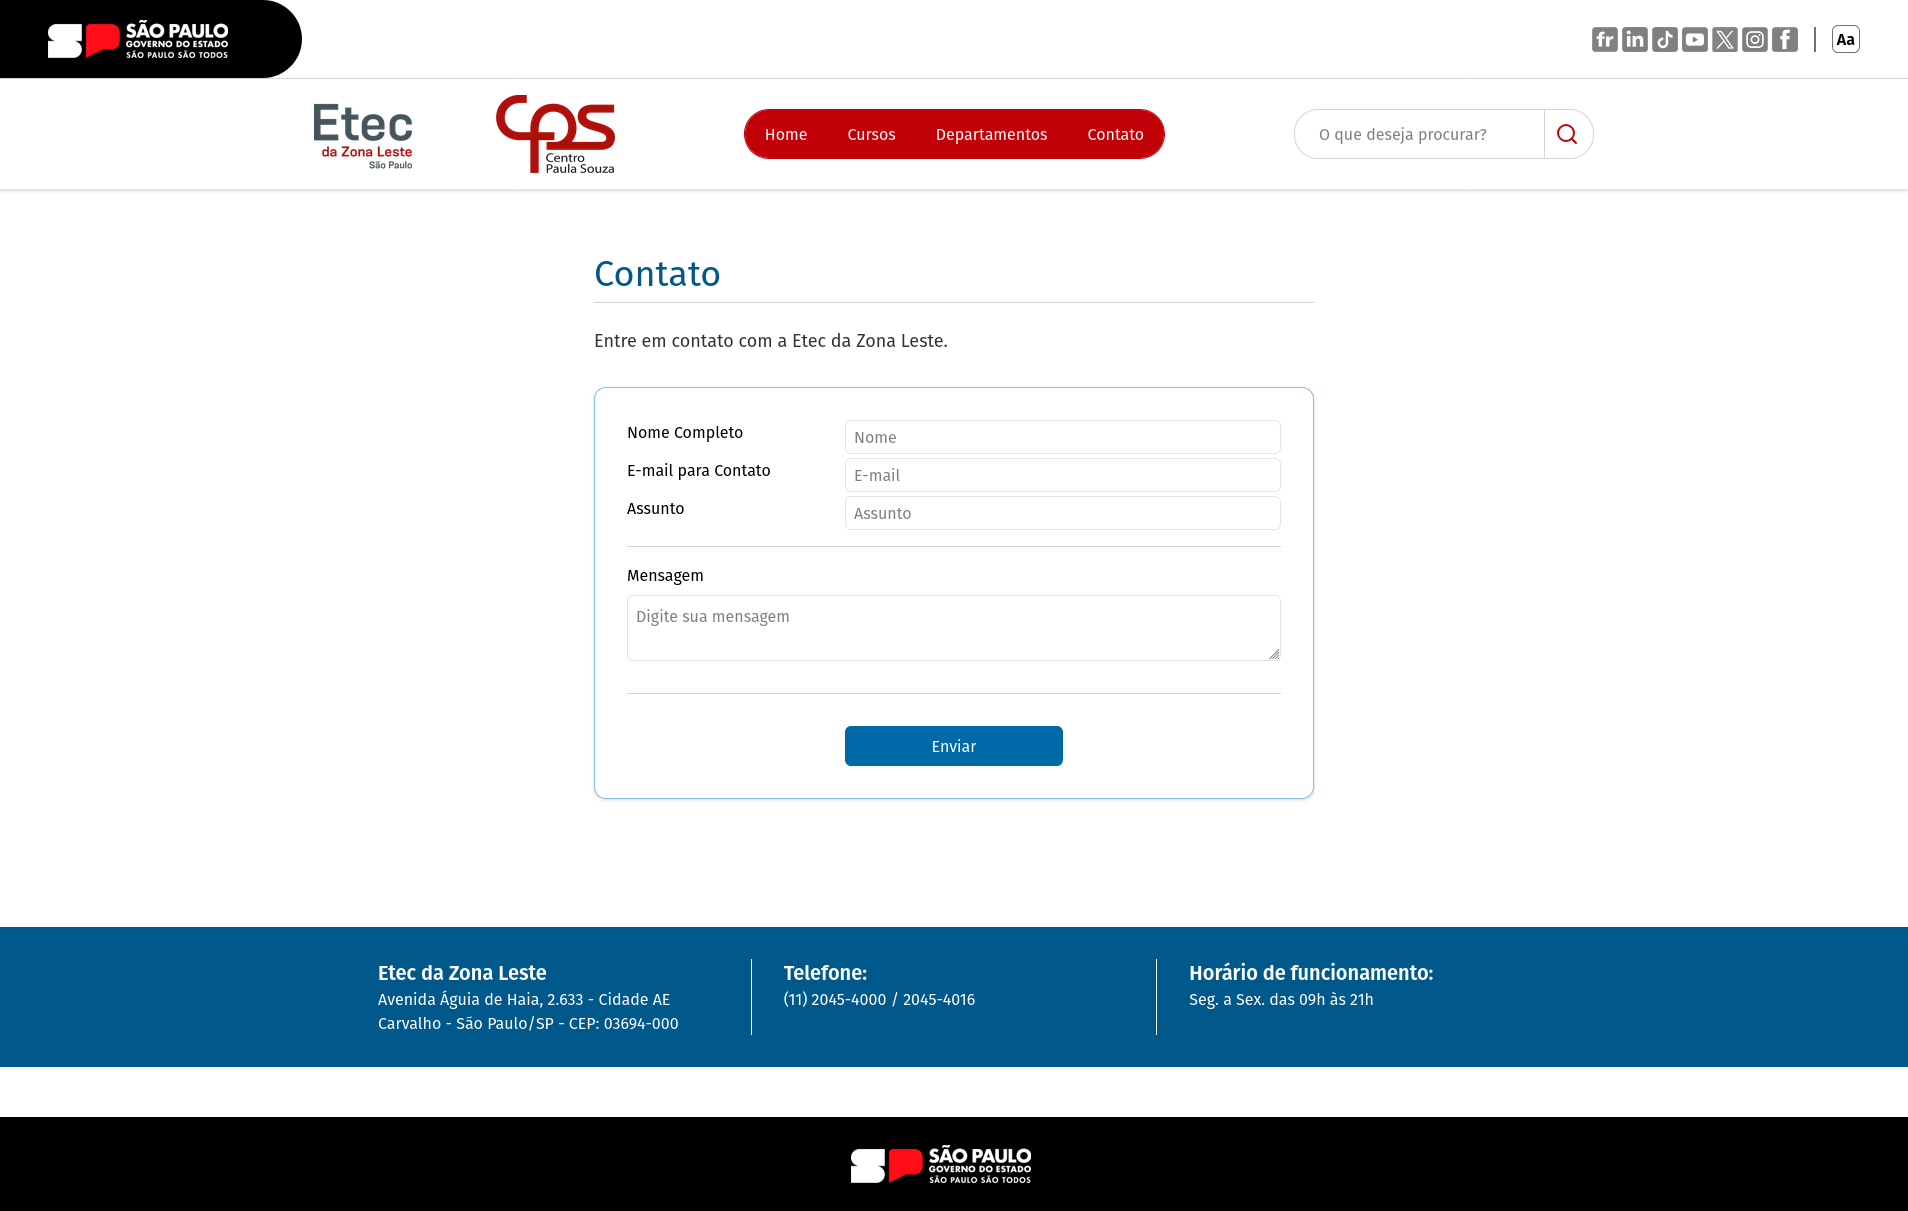 SÃO PAULO
GOVERNO DO ESTADO
SÃO PAULO SÃO TODOS
fr
in
X
f
Aa
Etec
da Zona Leste
São Paulo
cps
Centro
Paula Souza
Home
Cursos
Departamentos
Contato
O que deseja procurar?
Contato
Entre em contato com a Etec da Zona Leste.
Nome Completo
Nome
E-mail para Contato
E-mail
Assunto
Assunto
Mensagem
Digite sua mensagem
Enviar
Etec da Zona Leste
Avenida Águia de Haia, 2.633 - Cidade AE
Carvalho - São Paulo/SP - CEP: 03694-000
Telefone:
(11) 2045-4000 / 2045-4016
Horário de funcionamento:
Seg. a Sex. das 09h às 21h
SÃO PAULO
GOVERNO DO ESTADO
SÃO PAULO SÃO TODOS